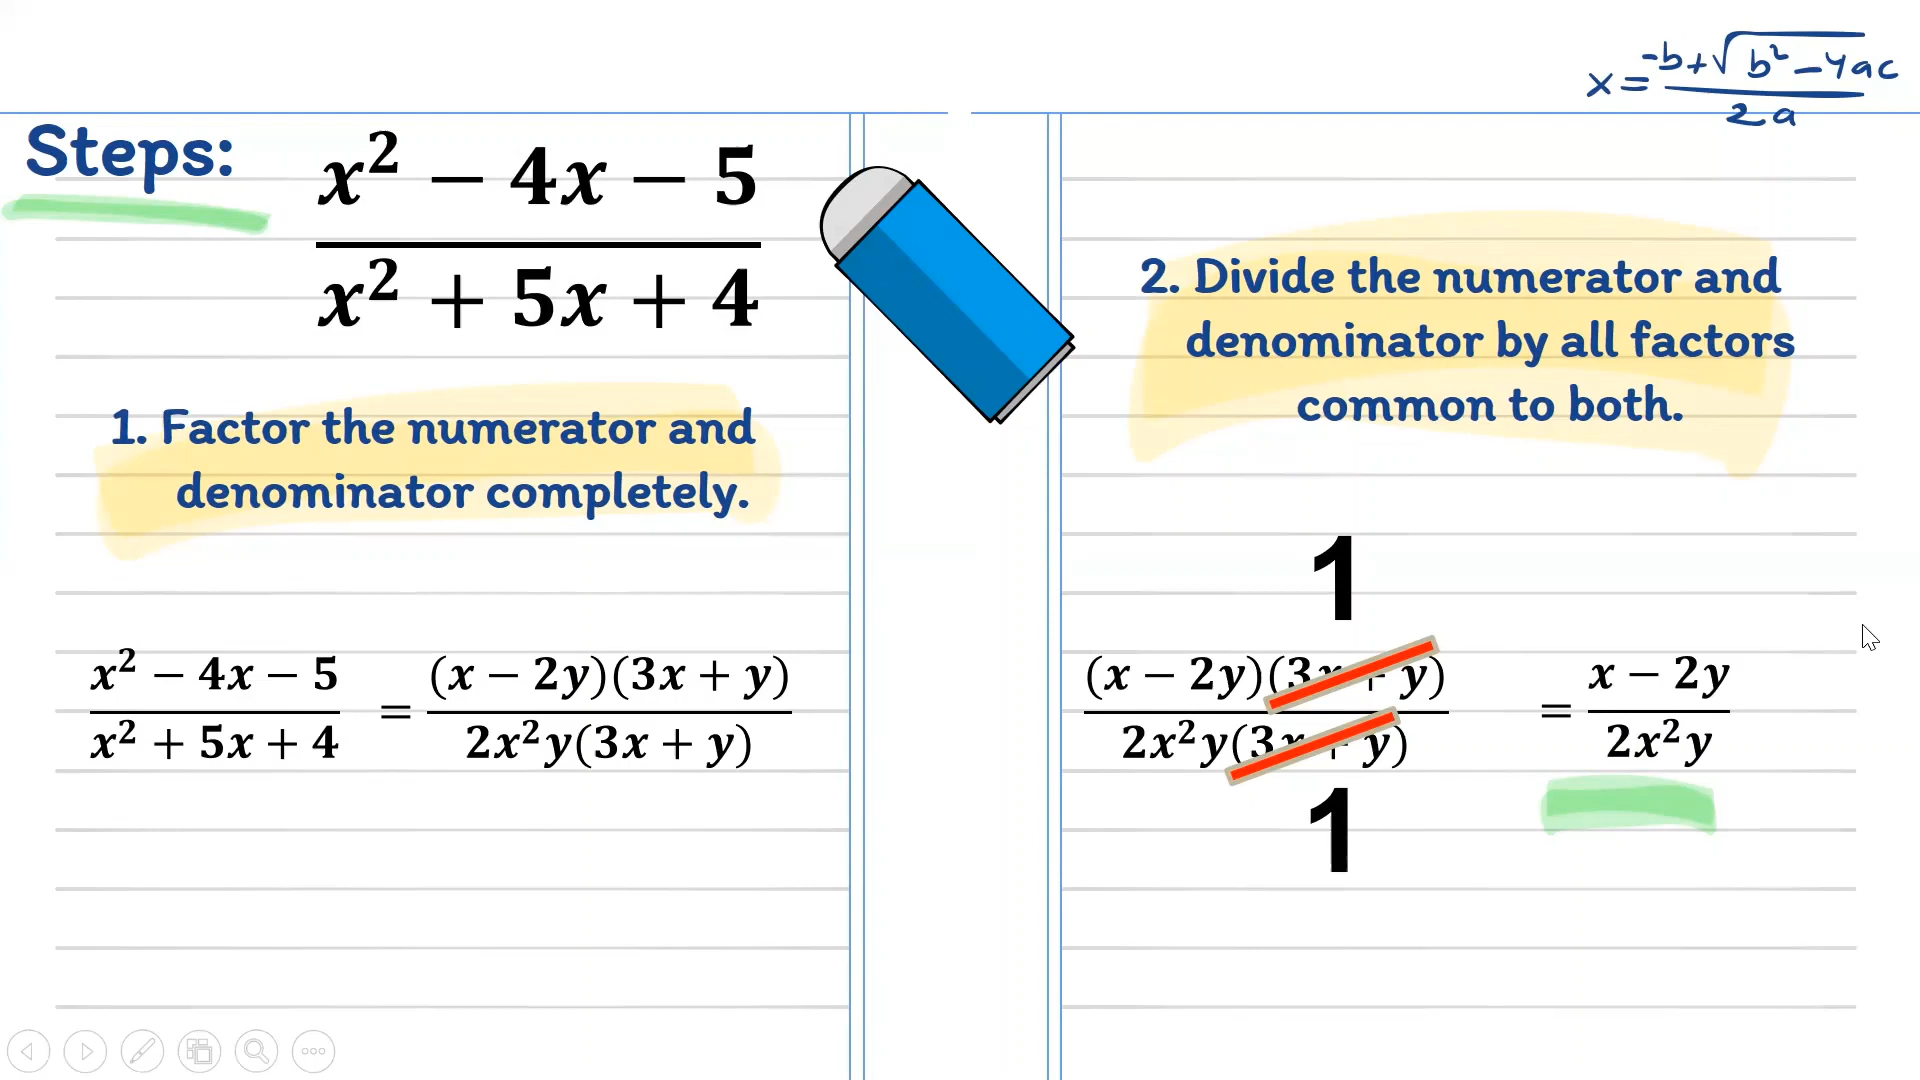 x = -b+√b² - 4ac / 2a
Steps:
x² − 4x − 5
x² + 5x + 4
1. Factor the numerator and
denominator completely.
x² − 4x − 5 / x² + 5x + 4 = (x − 2y)(3x + y) / 2x²y(3x + y)
2. Divide the numerator and
denominator by all factors
common to both.
1
(x − 2y)(3x + y) / 2x²y(3x + y) = x − 2y / 2x²y
1